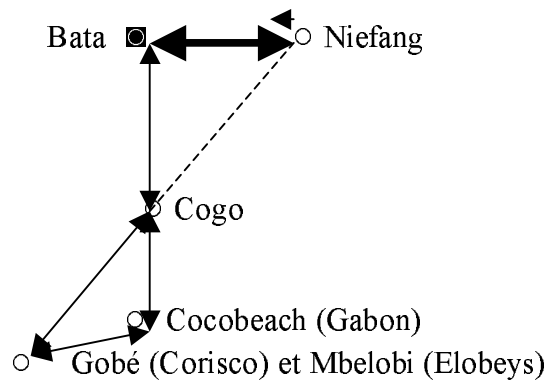 Bata Niefang
Cogo
Cocobeach (Gabon)
Gobé (Corisco) et Mbelobi (Elobeys)